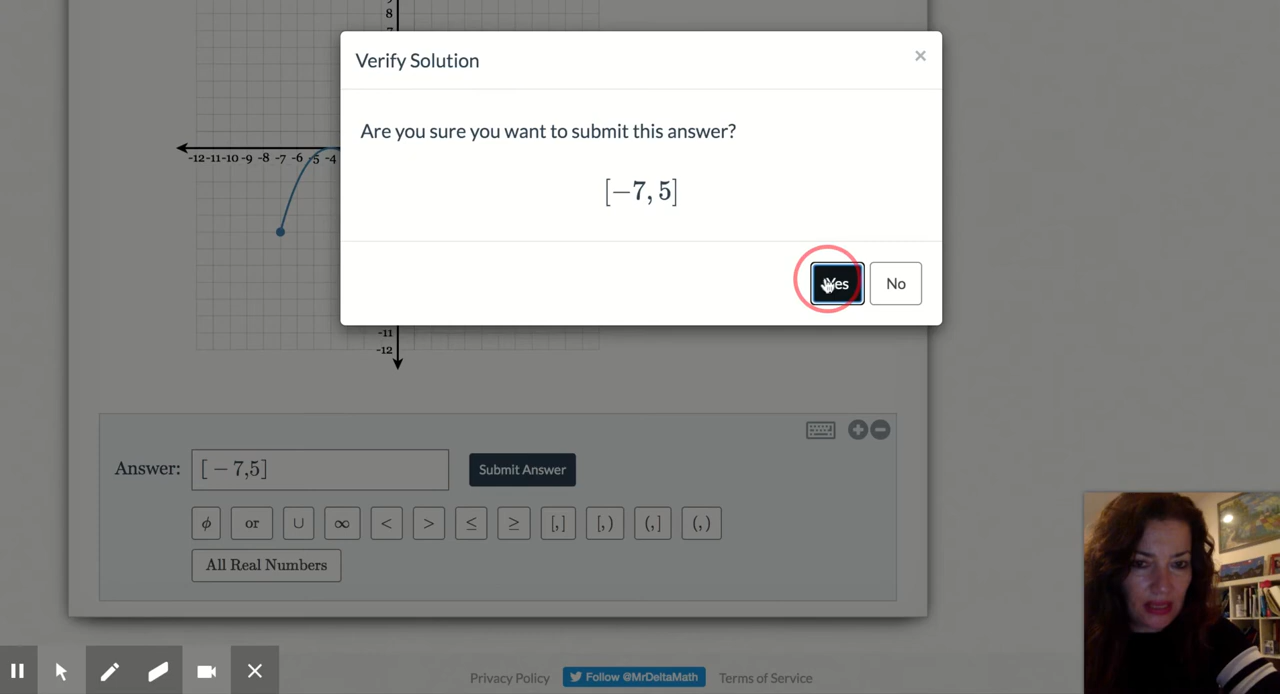 8
7
Verify Solution
×
Are you sure you want to submit this answer?
-12-11-10 -9 -8 -7 -6 -5 -4
[−7, 5]
Yes
No
-11
-12
Answer:
[ − 7,5]
Submit Answer
ϕ or ∪ ∞ < > ≤ ≥ [,] [,) (,] (,)
All Real Numbers
Privacy Policy
Follow @MrDeltaMath
Terms of Service